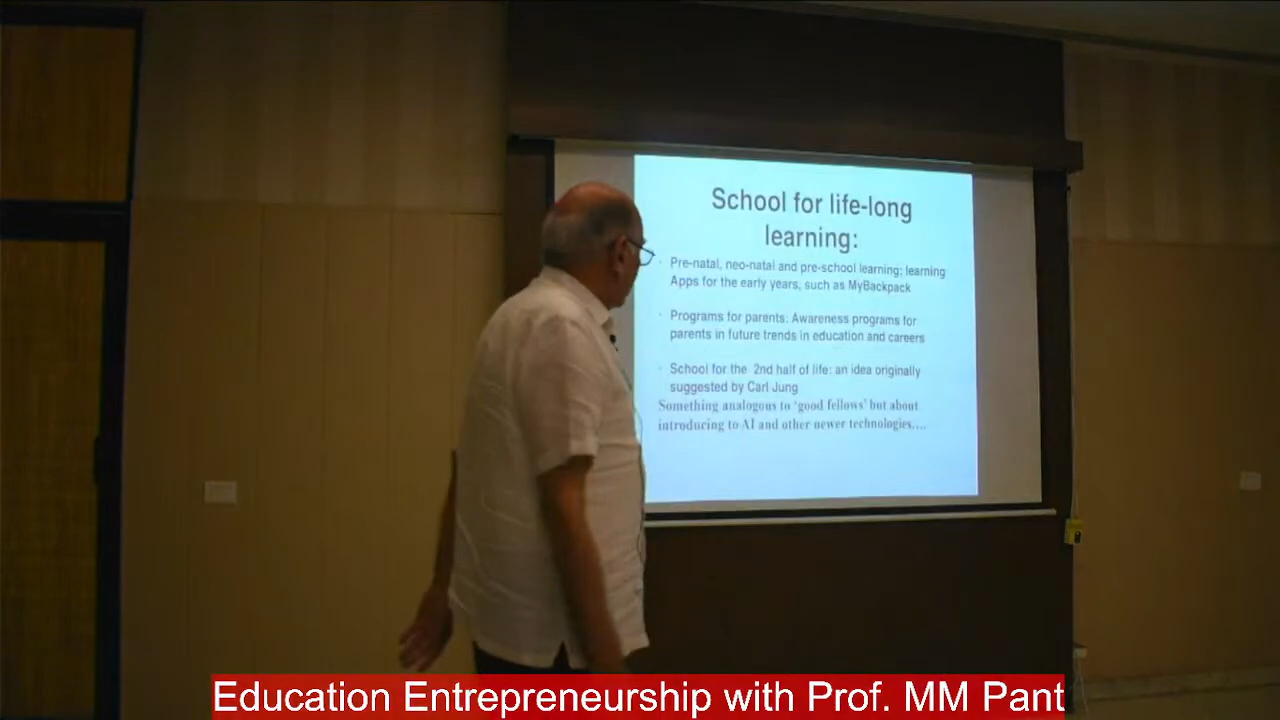 School for life-long
learning:
Pre-natal, neo-natal and pre-school learning: learning
Apps for the early years, such as MyBackpack
Programs for parents: Awareness programs for
parents in future trends in education and careers
School for the 2nd half of life: an idea originally
suggested by Carl Jung
Something analogous to ‘good fellows’ but about
introducing to AI and other newer technologies….
Education Entrepreneurship with Prof. MM Pant